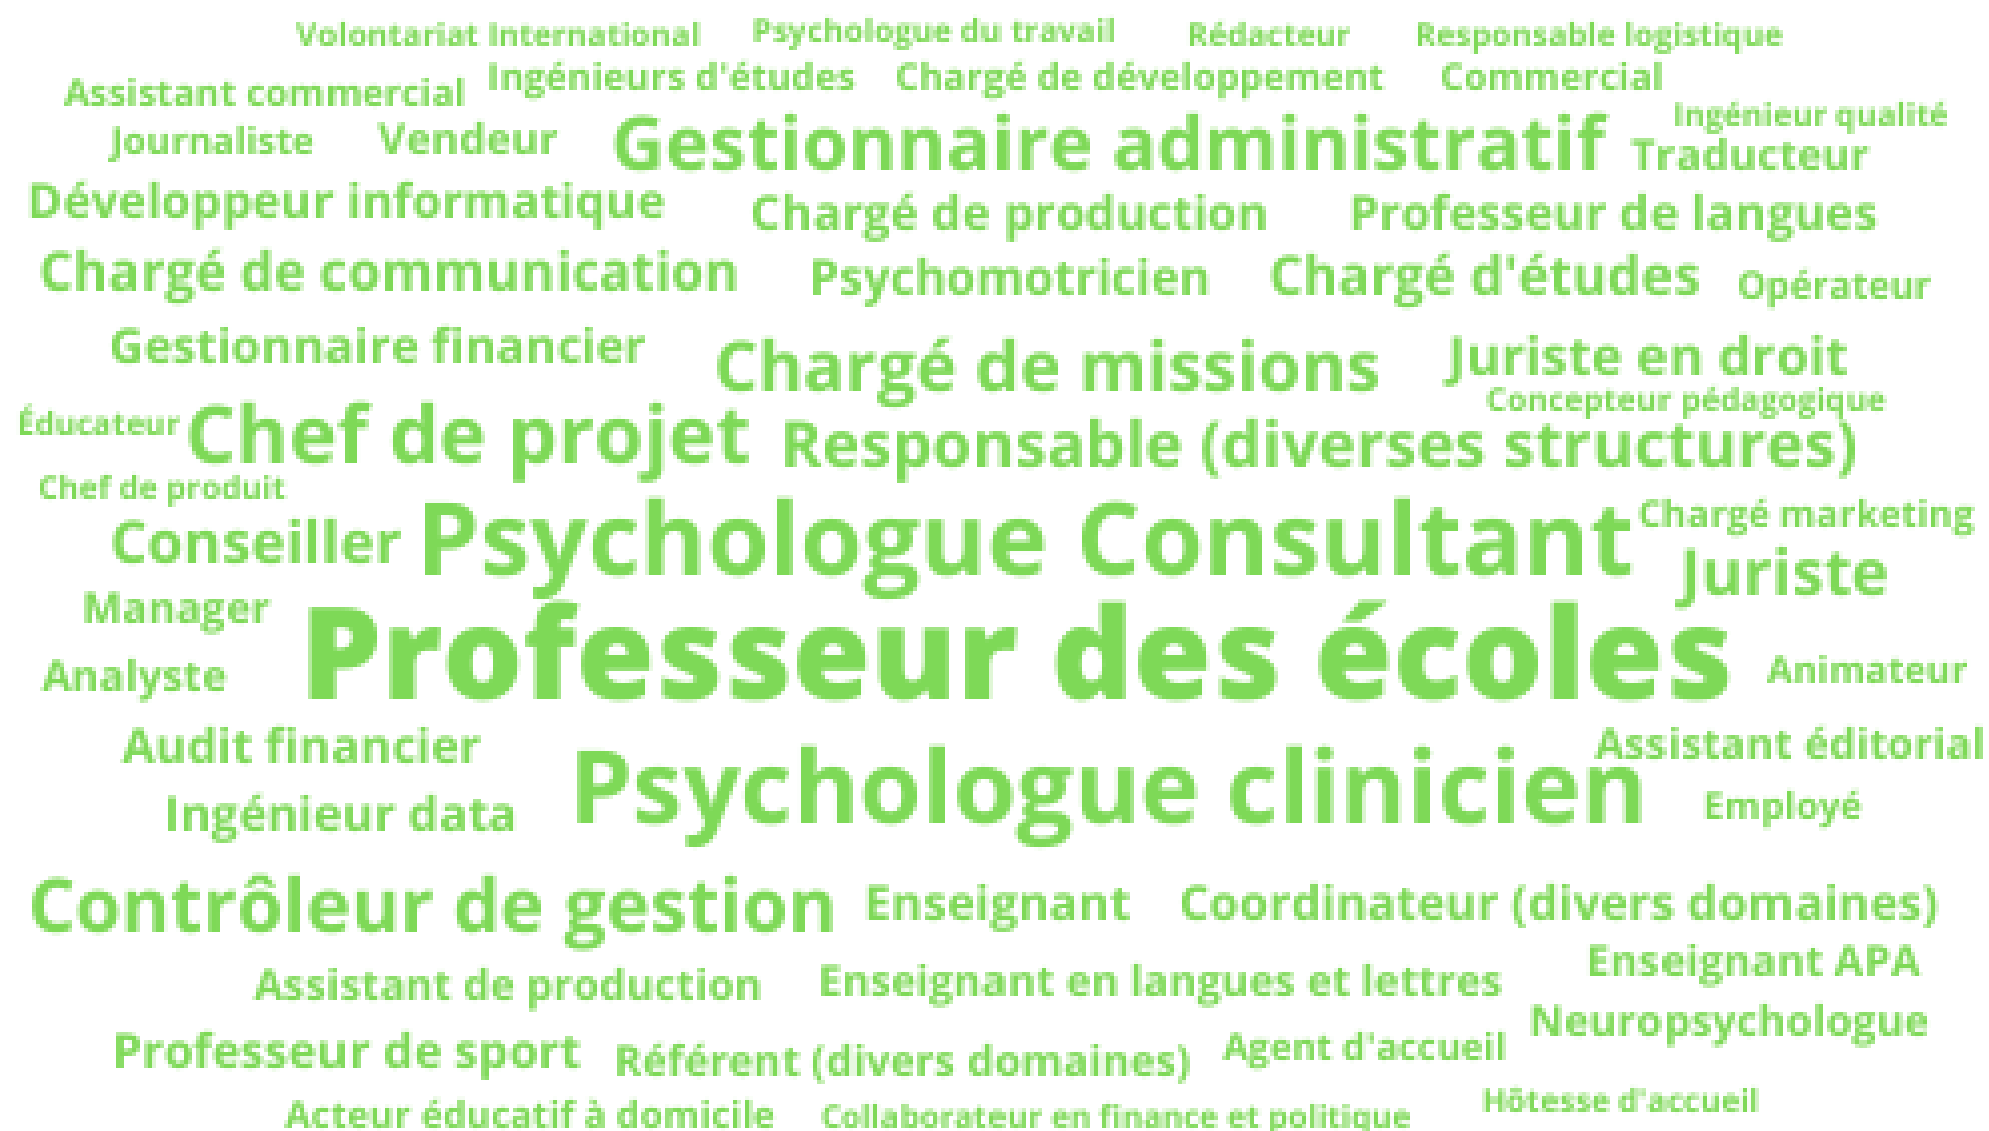 Volontariat International Psychologue du travail Rédacteur Responsable logistique
Assistant commercial Ingénieurs d'études Chargé de développement Commercial
Ingénieur qualité
Journaliste Vendeur Gestionnaire administratif Traducteur
Développeur informatique Chargé de production Professeur de langues
Chargé de communication Psychomotricien Chargé d'études Opérateur
Gestionnaire financier Chargé de missions Juriste en droit
Concepteur pédagogique
Éducateur Chef de projet Responsable (diverses structures)
Chef de produit
Conseiller Psychologue Consultant Chargé marketing
Juriste
Manager
Professeur des écoles
Analyste Animateur
Audit financier Assistant éditorial
Psychologue clinicien
Ingénieur data Employé
Contrôleur de gestion Enseignant Coordinateur (divers domaines)
Assistant de production Enseignant en langues et lettres Enseignant APA
Neuropsychologue
Professeur de sport Référent (divers domaines) Agent d'accueil
Acteur éducatif à domicile Collaborateur en finance et politique Hôtesse d'accueil